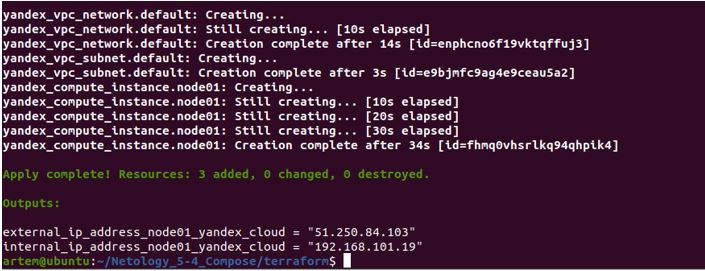 yandex_vpc_network.default: Creating...
yandex_vpc_network.default: Still creating... [10s elapsed]
yandex_vpc_network.default: Creation complete after 14s [id=enphcno6f19vktqffuj3]
yandex_vpc_subnet.default: Creating...
yandex_vpc_subnet.default: Creation complete after 3s [id=e9bjmfc9ag4e9ceau5a2]
yandex_compute_instance.node01: Creating...
yandex_compute_instance.node01: Still creating... [10s elapsed]
yandex_compute_instance.node01: Still creating... [20s elapsed]
yandex_compute_instance.node01: Still creating... [30s elapsed]
yandex_compute_instance.node01: Creation complete after 34s [id=fhmq0vhsrlkq94qhpik4]
Apply complete! Resources: 3 added, 0 changed, 0 destroyed.
Outputs:
external_ip_address_node01_yandex_cloud = "51.250.84.103"
internal_ip_address_node01_yandex_cloud = "192.168.101.19"
artem@ubuntu:~/Netology_5-4_Compose/terraform$